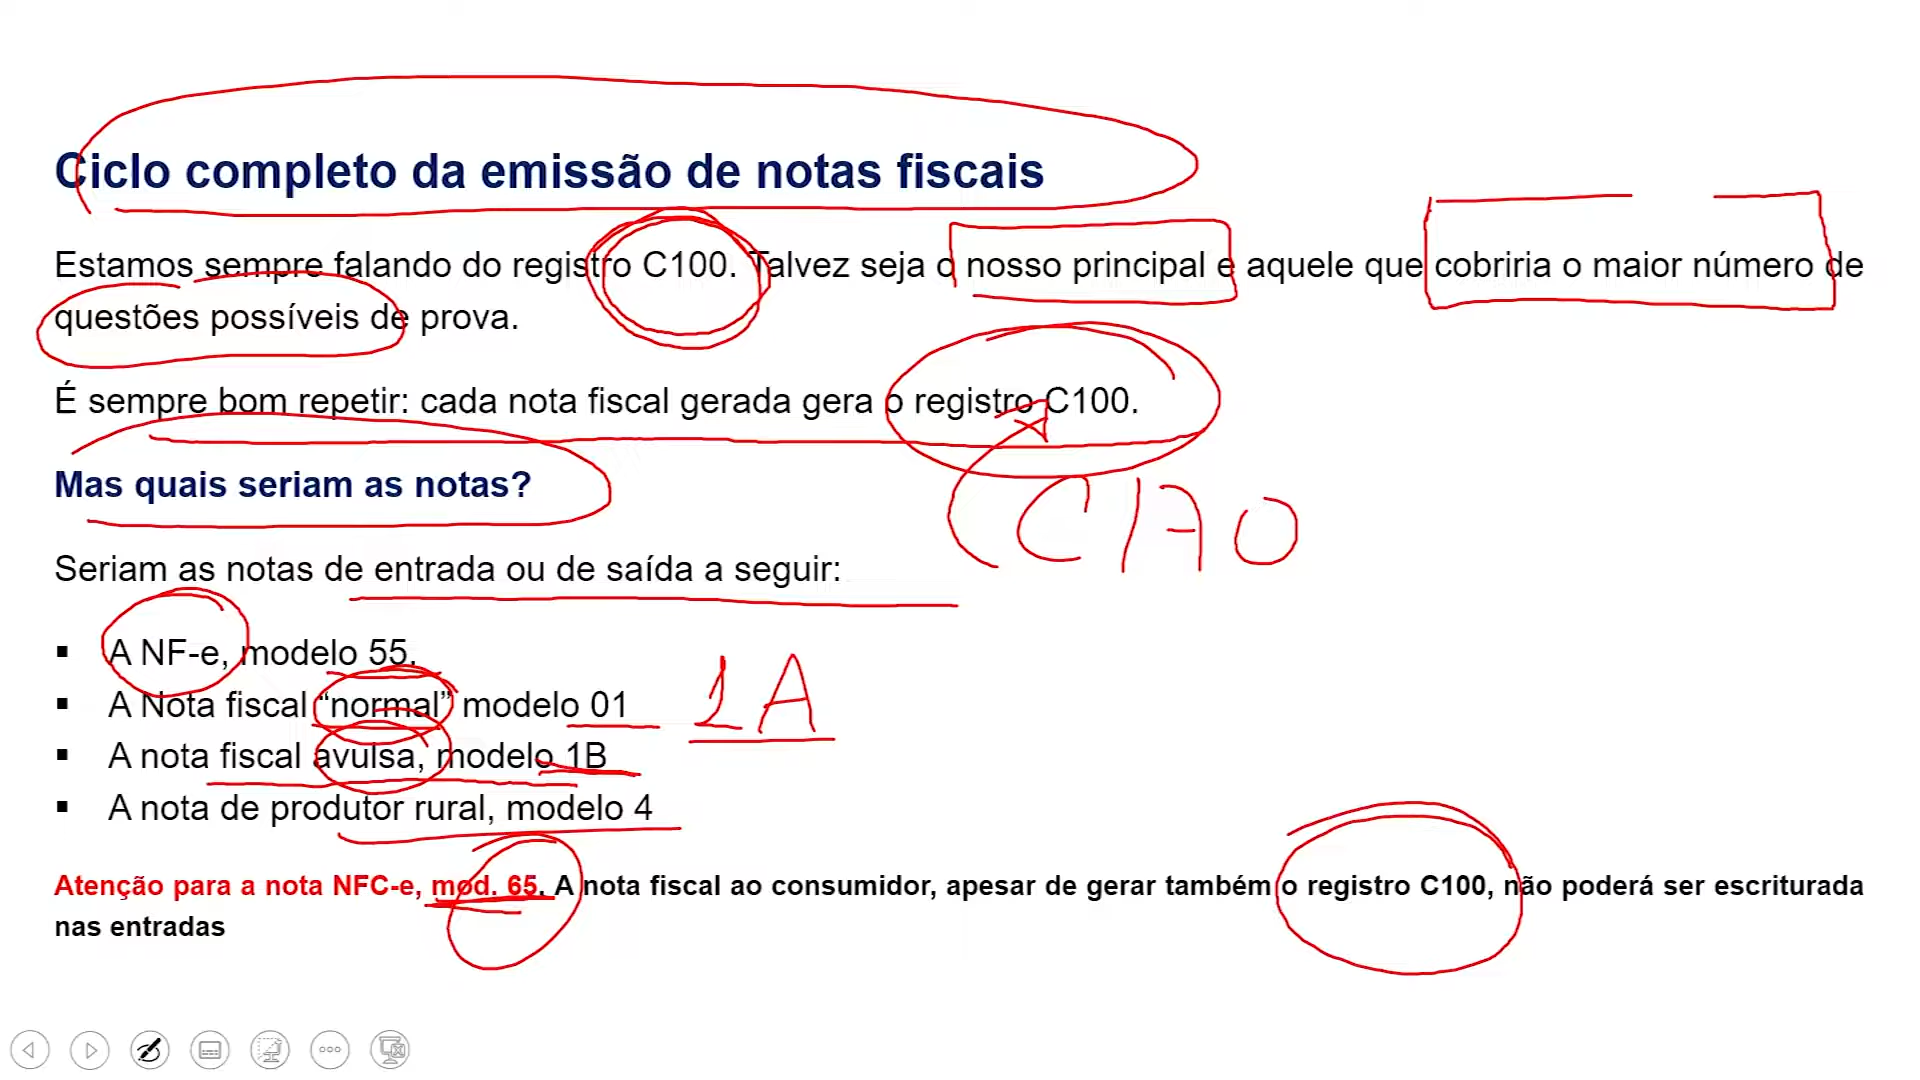 Ciclo completo da emissão de notas fiscais
Estamos sempre falando do registro C100. Talvez seja o nosso principal e aquele que cobriria o maior número de
questões possíveis de prova.
É sempre bom repetir: cada nota fiscal gerada gera o registro C100.
Mas quais seriam as notas?
C170
Seriam as notas de entrada ou de saída a seguir:
▪ A NF-e, modelo 55.
▪ A Nota fiscal “normal” modelo 01 1A
▪ A nota fiscal avulsa, modelo 1B
▪ A nota de produtor rural, modelo 4
Atenção para a nota NFC-e, mod. 65. A nota fiscal ao consumidor, apesar de gerar também o registro C100, não poderá ser escriturada
nas entradas